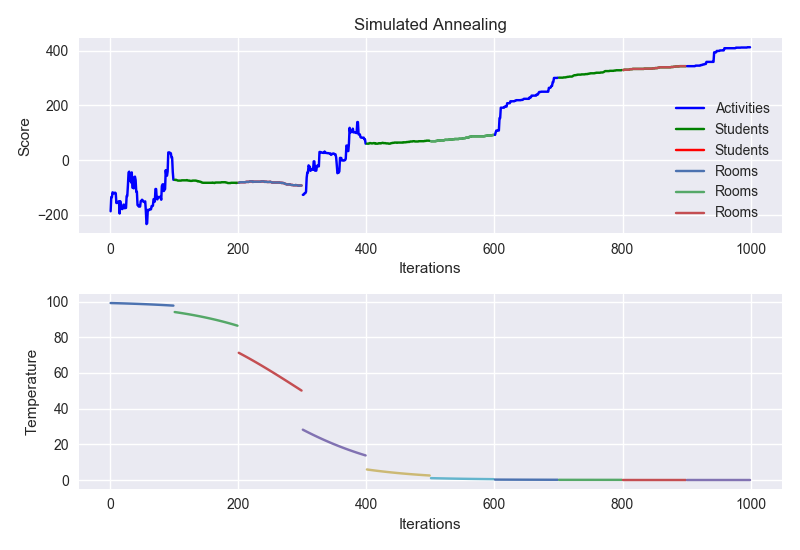 Simulated Annealing
400
200
0
−200
Score
Activities
Students
Students
Rooms
Rooms
Rooms
0 200 400 600 800 1000
Iterations
100
80
60
40
20
0
Temperature
0 200 400 600 800 1000
Iterations